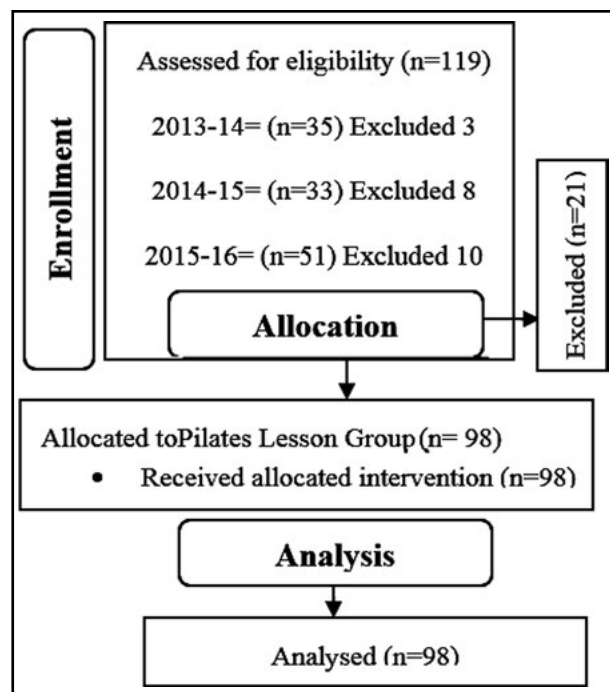 Enrollment
Assessed for eligibility (n=119)
2013-14= (n=35) Excluded 3
2014-15= (n=33) Excluded 8
2015-16= (n=51) Excluded 10
Allocation
Excluded (n=21)
Allocated toPilates Lesson Group (n= 98)
• Received allocated intervention (n=98)
Analysis
Analysed (n=98)